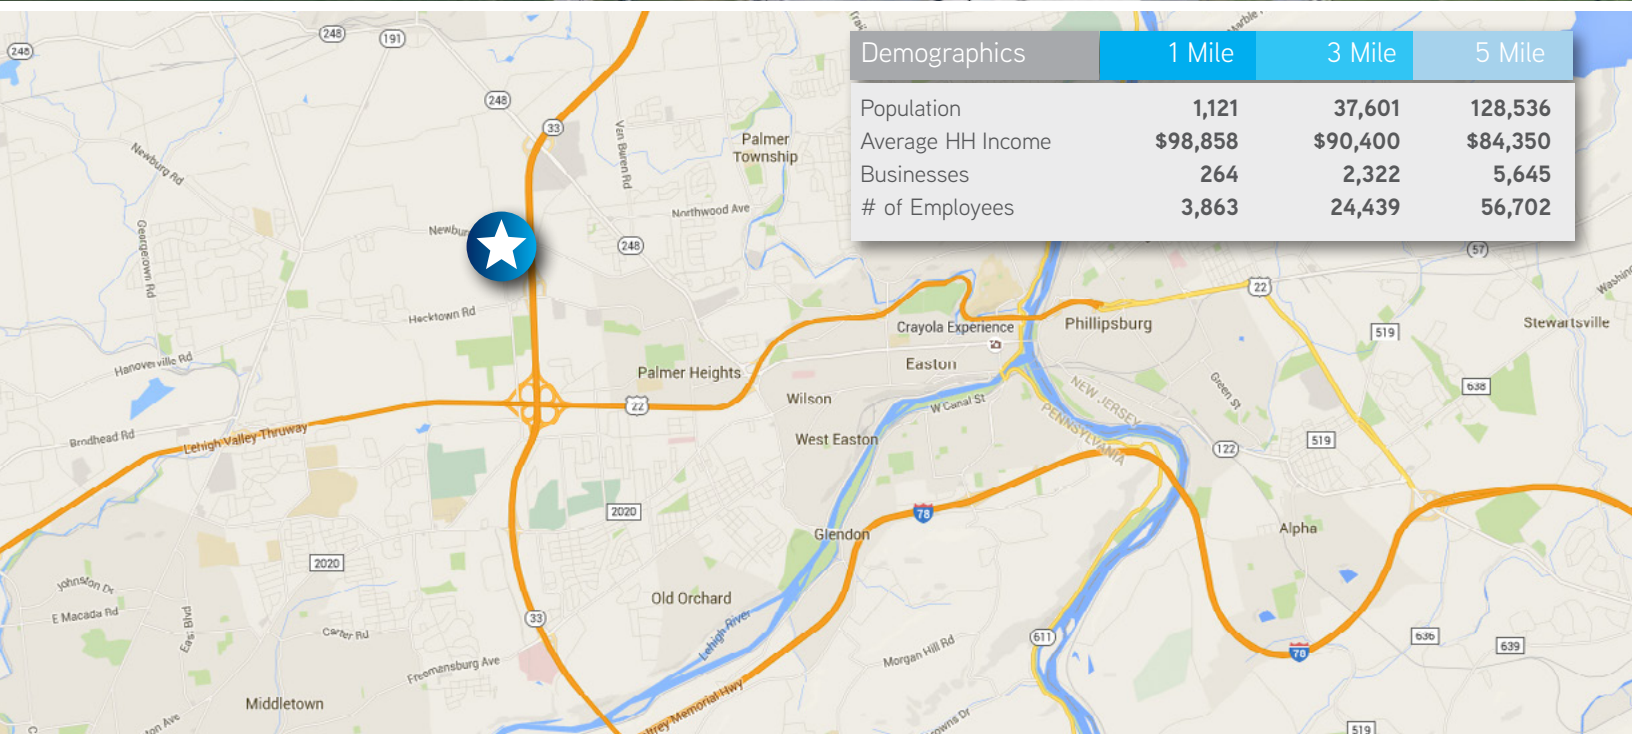 248
191
248
248
33
Van Buren Rd
Palmer
Township
Newburg Rd
Northwood Ave
Georgetown Rd
248
Demographics 1 Mile 3 Mile 5 Mile
Population 1,121 37,601 128,536
Average HH Income $98,858 $90,400 $84,350
Businesses 264 2,322 5,645
# of Employees 3,863 24,439 56,702
57
22
Hecktown Rd
Crayola Experience
Phillipsburg
519
Stewartsville
Hanoverville Rd
Palmer Heights
Easton
Green St
638
NEW JERSEY
PENNSYLVANIA
22
Wilson
W Canal St
Brodhead Rd
Lehigh Valley Thruway
West Easton
122
519
2020
78
Glendon
Alpha
2020
Johnston Dr
E Macada Rd
Old Orchard
33
Carter Rd
Lehigh River
611
Morgan Hill Rd
636
639
78
Freemansburg Ave
Middletown
Memorial Hwy
519